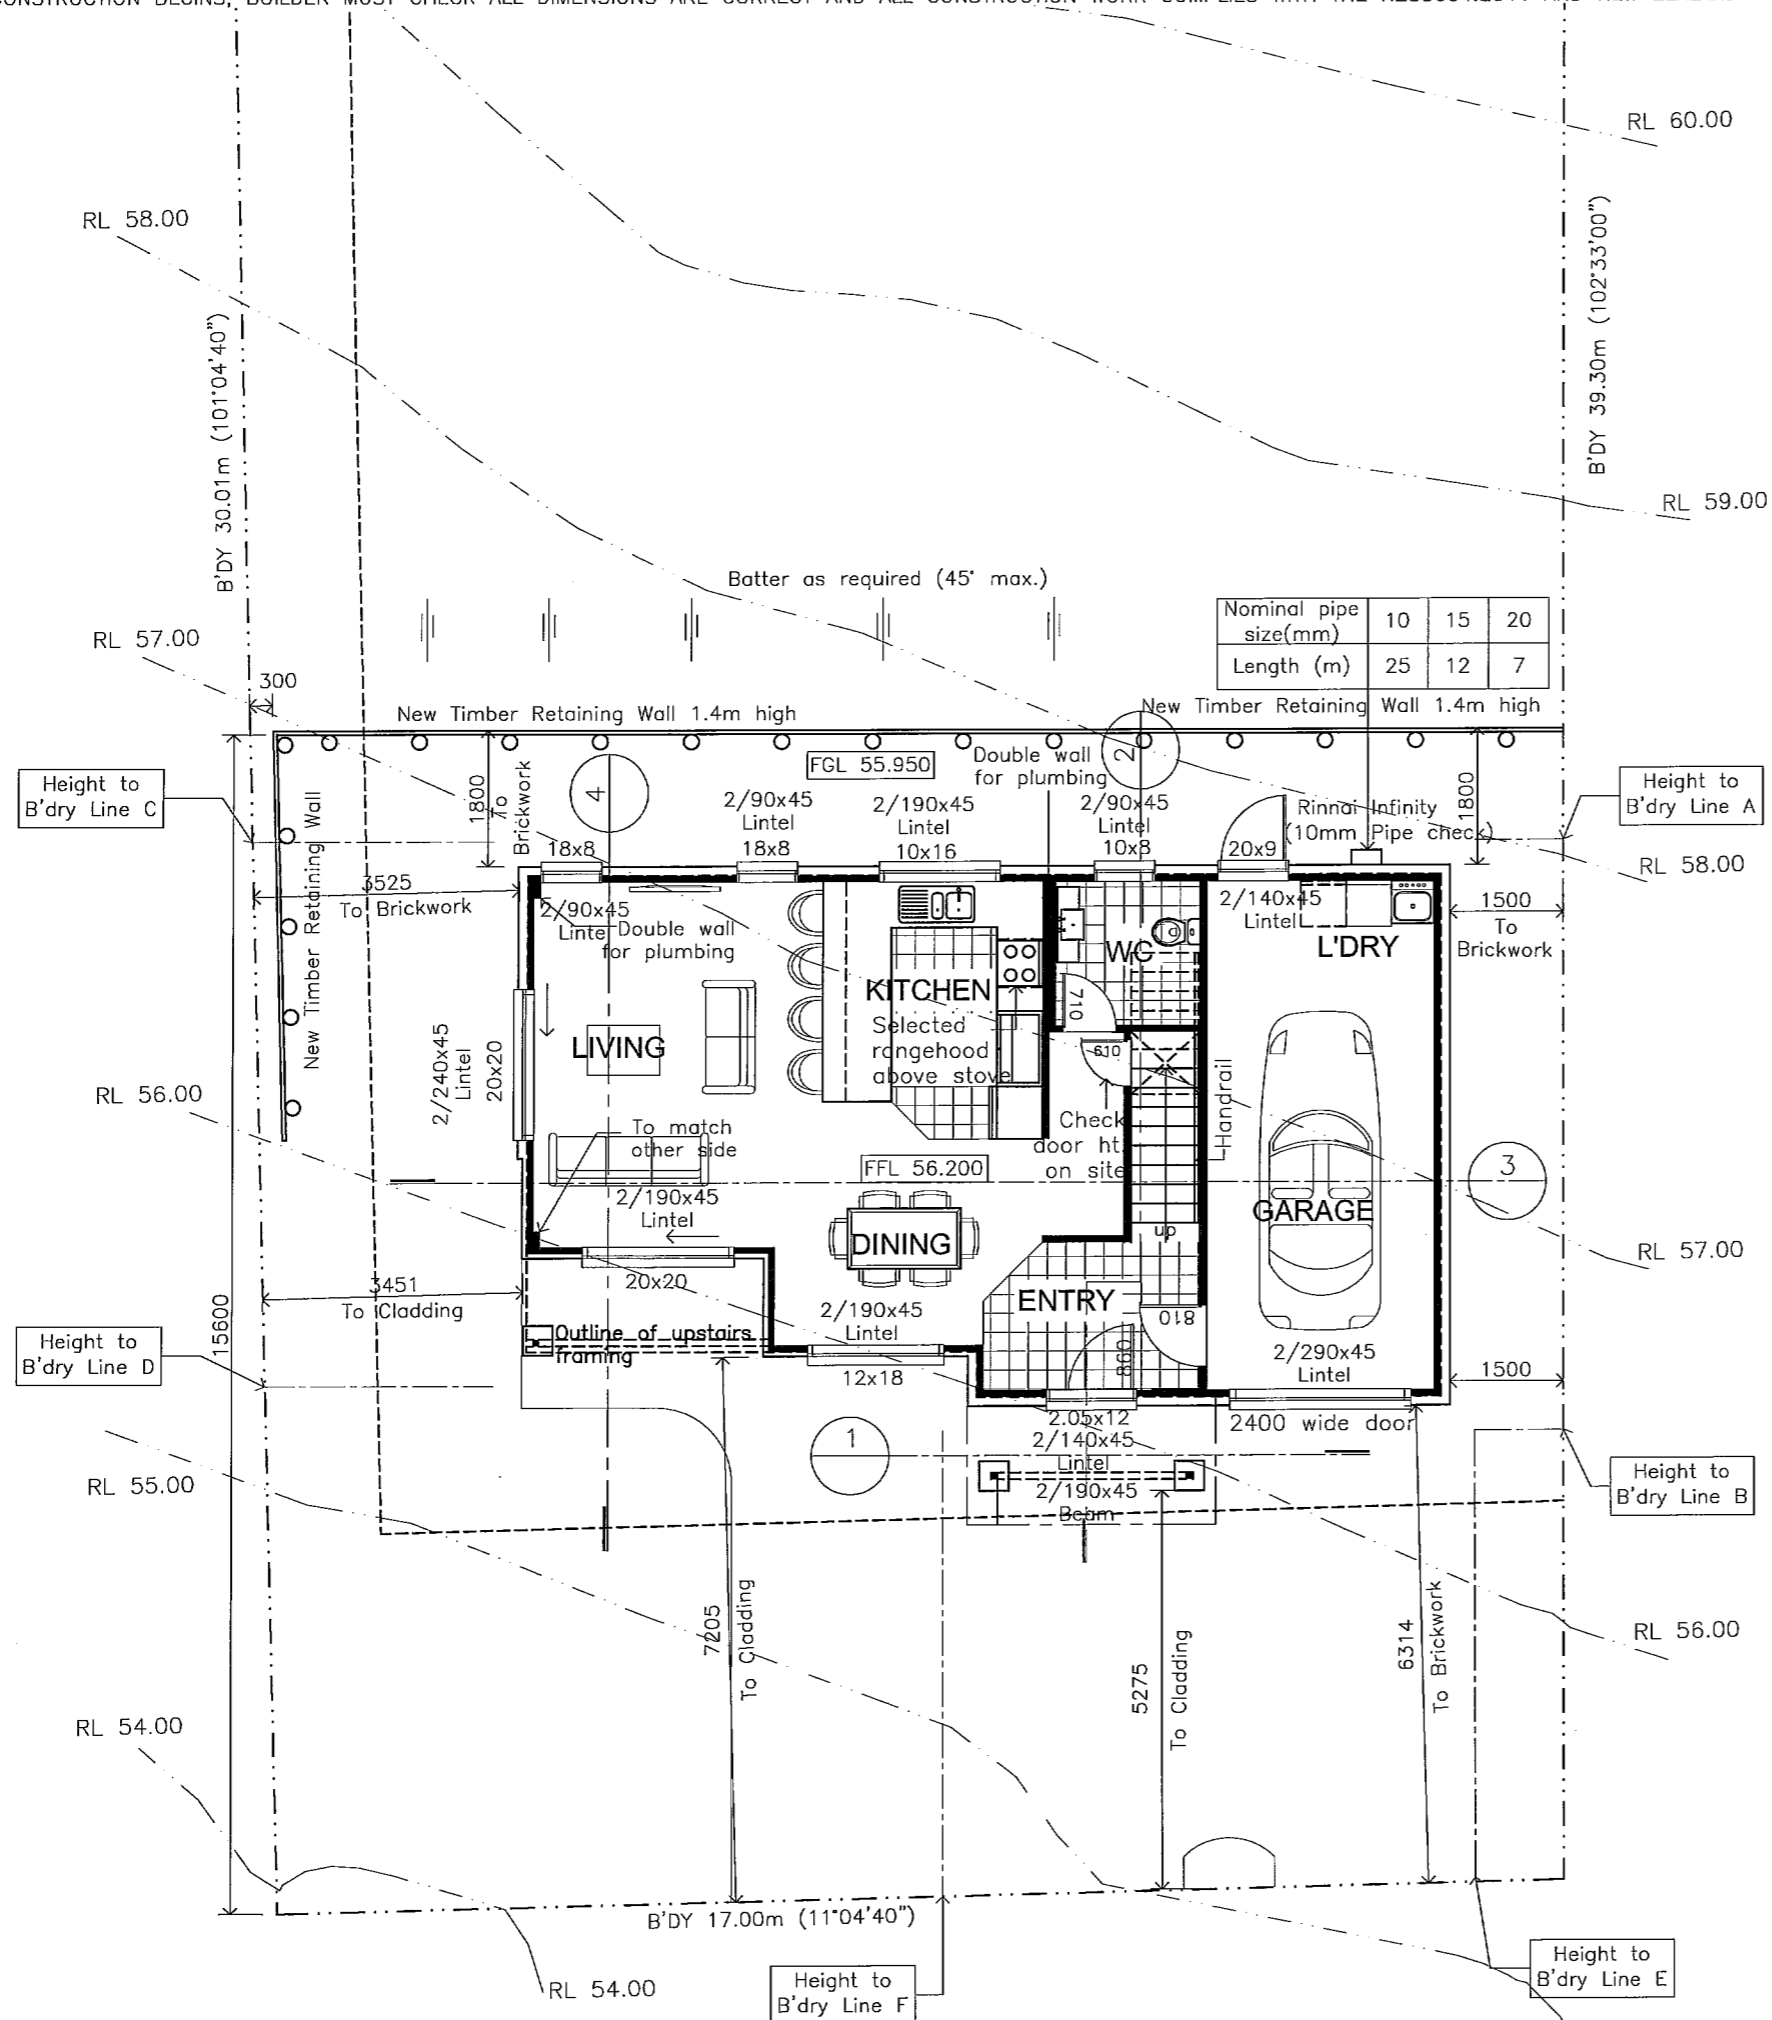 RL 60.00
RL 58.00
B'DY 39.30m (102°33'00")
B'DY 30.01m (101°04'40")
RL 59.00
Batter as required (45° max.)
Nominal pipe size(mm) 10 15 20
Length (m) 25 12 7
RL 57.00
300
New Timber Retaining Wall 1.4m high
New Timber Retaining Wall 1.4m high
Height to
B'dry Line C
New Timber Retaining Wall
1800
To
Brickwork
4
FGL 55.950
Double wall
for plumbing
2
1800
Height to
B'dry Line A
2/90x45
Lintel
18x8
18x8
2/190x45
Lintel
10x16
2/90x45
Lintel
10x8
20x9
Rinnai Infinity
(10mm Pipe check)
RL 58.00
3525
To Brickwork
2/90x45
Lintel
Double wall
for plumbing
2/140x45
Lintel
L'DRY
1500
To
Brickwork
WC
710
KITCHEN
Selected
rangehood
above stove
610
LIVING
2/240x45
Lintel
20x20
RL 56.00
To match
other side
Check
door ht.
on site
Handrail
FFL 56.200
3
2/190x45
Lintel
GARAGE
up
DINING
RL 57.00
20x20
3451
To Cladding
15600
ENTRY
810
860
2/190x45
Lintel
12x18
Outline of upstairs
framing
2/290x45
Lintel
2400 wide door
1500
Height to
B'dry Line D
2.05x12
2/140x45
Lintel
2/190x45
Beam
1
RL 55.00
Height to
B'dry Line B
7205
To Cladding
5275
To Cladding
6314
To Brickwork
RL 56.00
RL 54.00
B'DY 17.00m (11°04'40")
RL 54.00
Height to
B'dry Line F
Height to
B'dry Line E